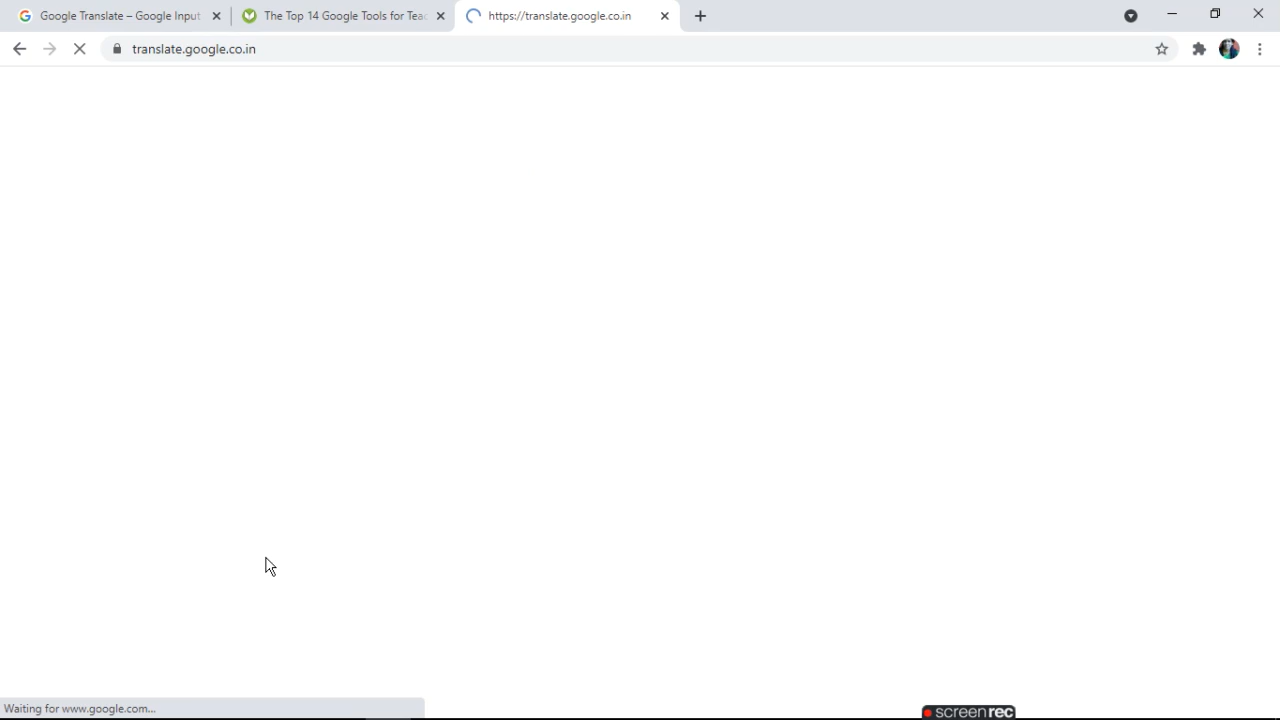 Google Translate – Google Input
The Top 14 Google Tools for Teac
https://translate.google.co.in
translate.google.co.in
Waiting for www.google.com...
screenrec